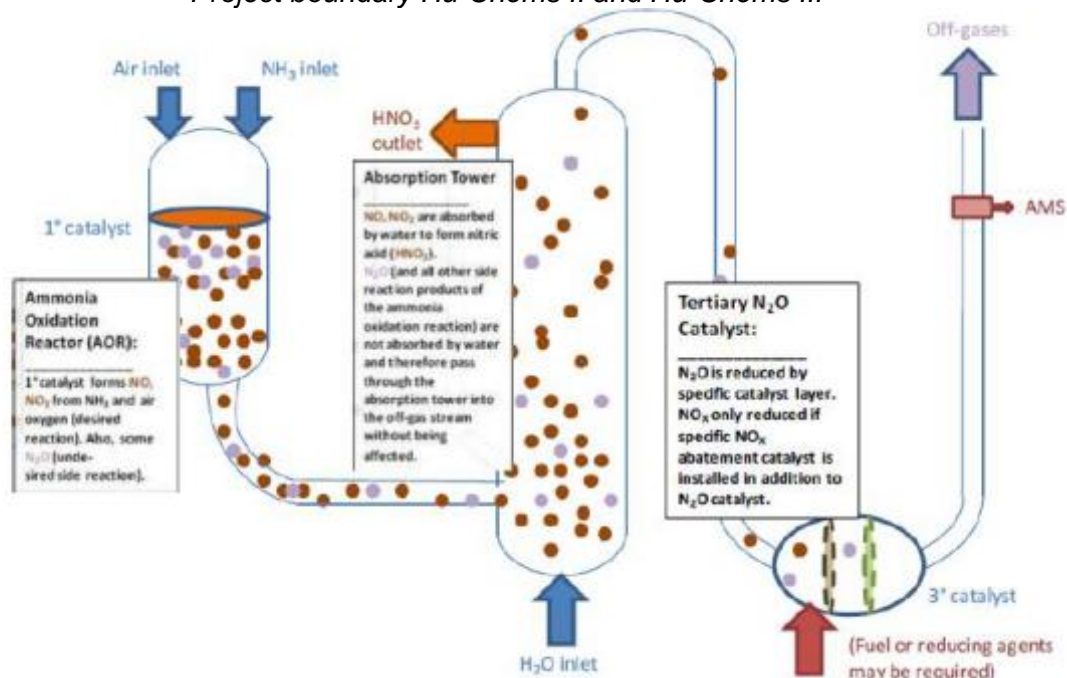 Project boundary Hu-Chems II and Hu-Chems III
Air inlet
NH₃ inlet
Off-gases
HNO₃
outlet
1° catalyst
AMS
Ammonia
Oxidation
Reactor (AOR):
1° catalyst forms NO,
NO₂ from NH₃ and air
oxygen (desired
reaction). Also, some
N₂O (unde-
sired side reaction).
Absorption Tower
NO, NO₂ are absorbed
by water to form nitric
acid (HNO₃).
N₂O (and all other side
reaction products of
the ammonia
oxidation reaction) are
not absorbed by water
and therefore pass
through the
absorption tower into
the off-gas stream
without being
affected.
Tertiary N₂O
Catalyst:
N₂O is reduced by
specific catalyst layer.
NOₓ only reduced if
specific NOₓ
abatement catalyst is
installed in addition to
N₂O catalyst.
3° catalyst
H₂O inlet
(Fuel or reducing agents
may be required)